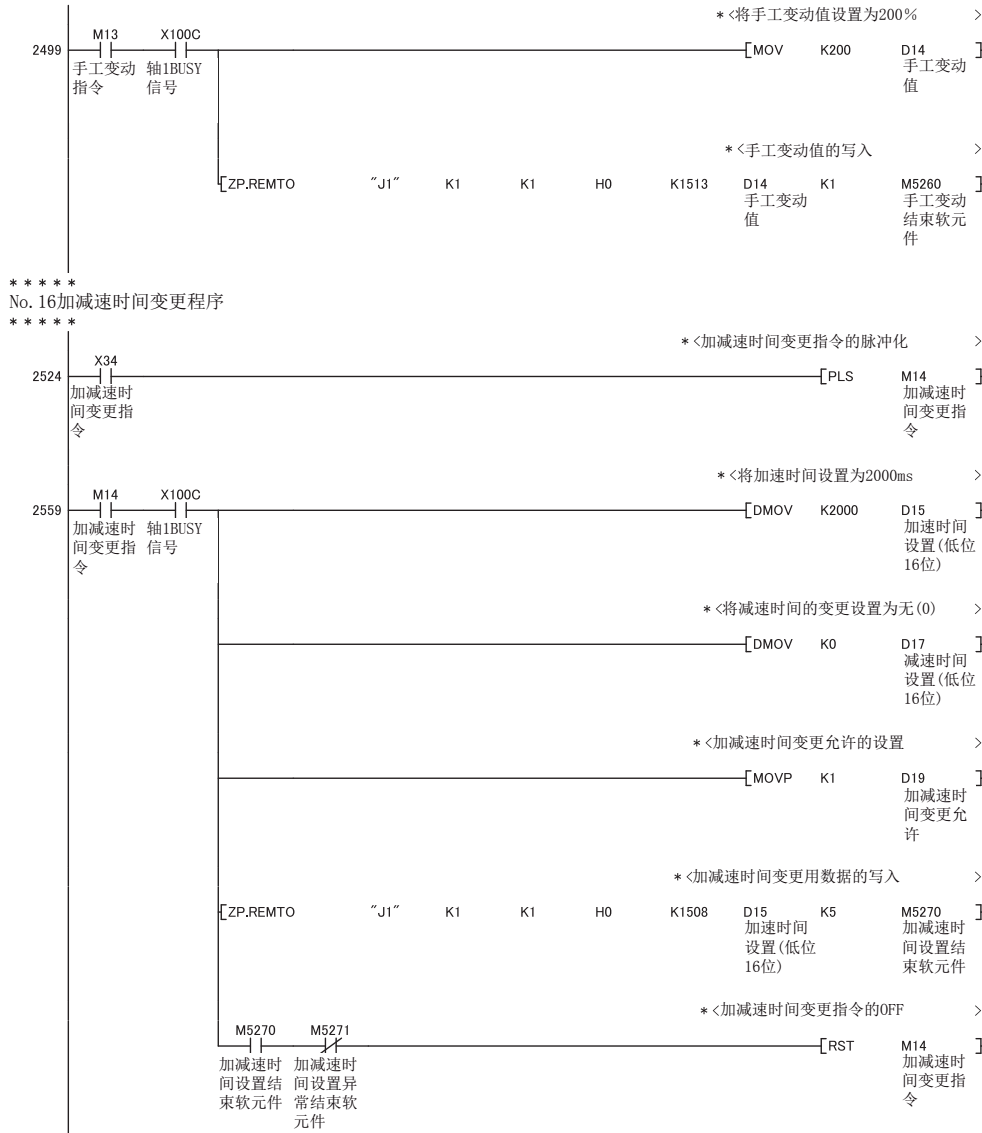 * <将手工变动值设置为200% >
M13 X100C
2499 [MOV K200 D14 ]
手工变动 轴1BUSY 手工变动
指令 信号 值
* <手工变动值的写入 >
[ZP.REMTO "J1" K1 K1 H0 K1513 D14 K1 M5260 ]
手工变动 手工变动
值 结束软元
件
* * * * *
No.16加减速时间变更程序
* * * * *
* <加减速时间变更指令的脉冲化 >
X34
2524 [PLS M14 ]
加减速时 加减速时
间变更指 间变更指
令 令
* <将加速时间设置为2000ms >
M14 X100C
2559 [DMOV K2000 D15 ]
加减速时 轴1BUSY 加速时间
间变更指 信号 设置(低位
令 16位)
* <将减速时间的变更设置为无(0) >
[DMOV K0 D17 ]
减速时间
设置(低位
16位)
* <加减速时间变更允许的设置 >
[MOVP K1 D19 ]
加减速时
间变更允
许
* <加减速时间变更用数据的写入 >
[ZP.REMTO "J1" K1 K1 H0 K1508 D15 K5 M5270 ]
加速时间 加减速时
设置(低位 间设置结
16位) 束软元件
* <加减速时间变更指令的OFF >
M5270 M5271
[RST M14 ]
加减速时 加减速时 加减速时
间设置结 间设置异 间变更指
束软元件 常结束软 令
元件